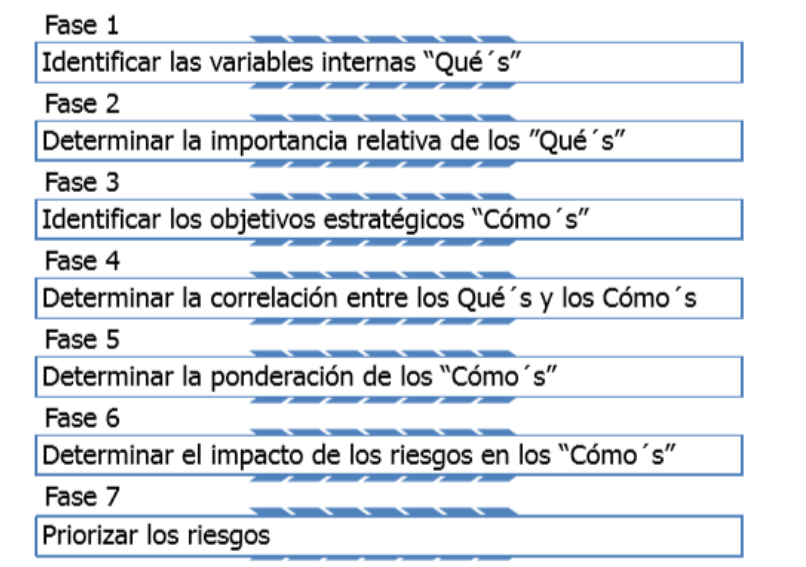 Fase 1
Identificar las variables internas “Qué´s”
Fase 2
Determinar la importancia relativa de los ”Qué´s”
Fase 3
Identificar los objetivos estratégicos “Cómo´s”
Fase 4
Determinar la correlación entre los Qué´s y los Cómo´s
Fase 5
Determinar la ponderación de los “Cómo´s”
Fase 6
Determinar el impacto de los riesgos en los “Cómo´s”
Fase 7
Priorizar los riesgos